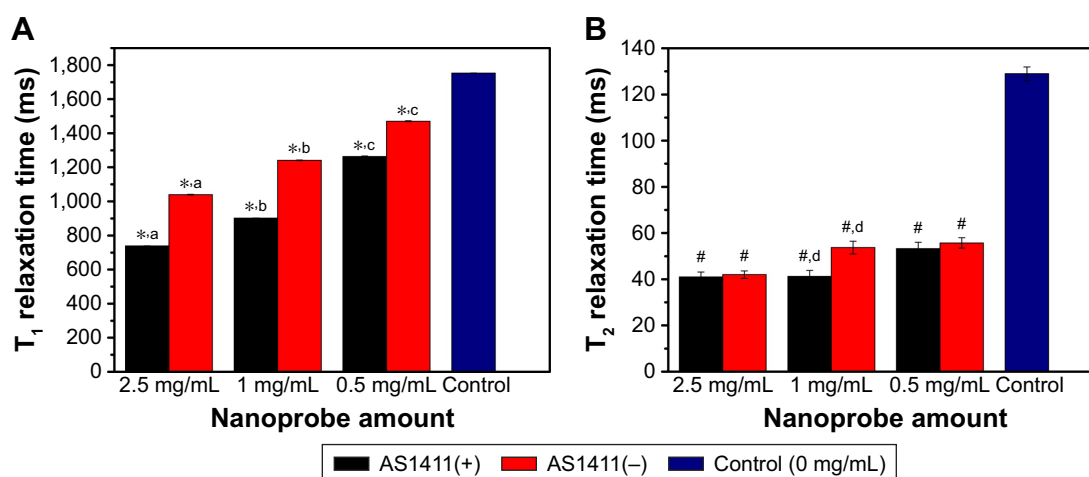 A
T1 relaxation time (ms)
1,800
1,600
1,400
1,200
1,000
800
600
400
200
0
*,a
*,a
*,b
*,b
*,c
*,c
2.5 mg/mL 1 mg/mL 0.5 mg/mL Control
Nanoprobe amount
B
T2 relaxation time (ms)
140
120
100
80
60
40
20
0
#
#
#,d
#,d
#
#
2.5 mg/mL 1 mg/mL 0.5 mg/mL Control
Nanoprobe amount
AS1411(+) AS1411(–) Control (0 mg/mL)